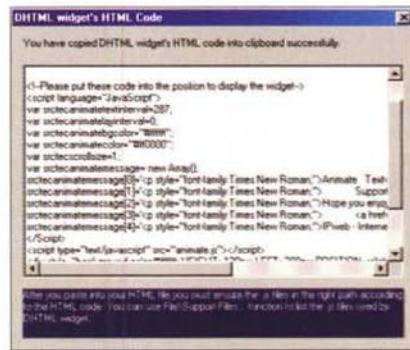 DHTML widget's HTML Code
You have copied DHTML widget's HTML code into clipboard successfully.
<!--Please put these code into the position to display the widget-->
<script language="JavaScript">
var srctecanimatetextinterval=287;
var srctecanimatelayinterval=0;
var srctecanimatebgcolor="#ffffff";
var srctecanimatecolor="#ff0000";
var srctecscrollsize=1;
var srctecanimatemessage= new Array();
srctecanimatemessage[0]='<p style="font-family Times New Roman;">Animate Text
srctecanimatemessage[1]='<p style="font-family Times New Roman;"> Support
srctecanimatemessage[2]='<p style="font-family Times New Roman;">Hope you enjoy
srctecanimatemessage[3]='<p style="font-family Times New Roman;"> <a href
srctecanimatemessage[4]='<p style="font-family Times New Roman;">IPweb - Interne
</Script>
<script type="text/javascript" src="animate.js"></script>
After you paste into your HTML file you must ensure the .js files in the right path according
to the HTML code. You can use File\Support Files... function to list the .js files used by
DHTML widget.